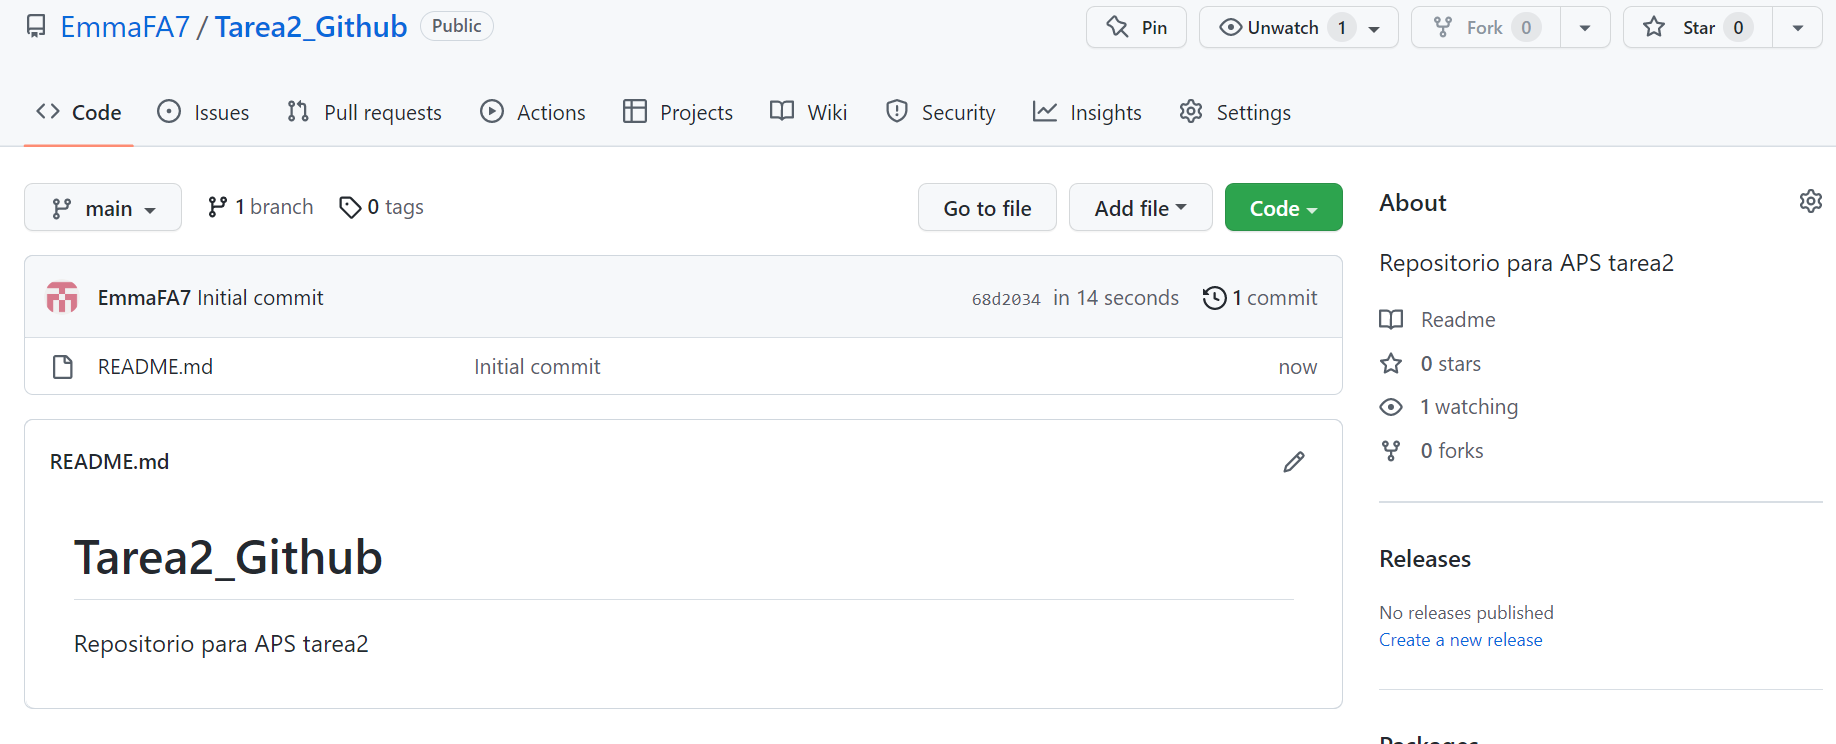 EmmaFA7 / Tarea2_Github Public
Pin Unwatch 1 Fork 0 Star 0
Code Issues Pull requests Actions Projects Wiki Security Insights Settings
main 1 branch 0 tags Go to file Add file Code
EmmaFA7 Initial commit 68d2034 in 14 seconds 1 commit
README.md Initial commit now
README.md
Tarea2_Github
Repositorio para APS tarea2
About
Repositorio para APS tarea2
Readme
0 stars
1 watching
0 forks
Releases
No releases published
Create a new release
Packages